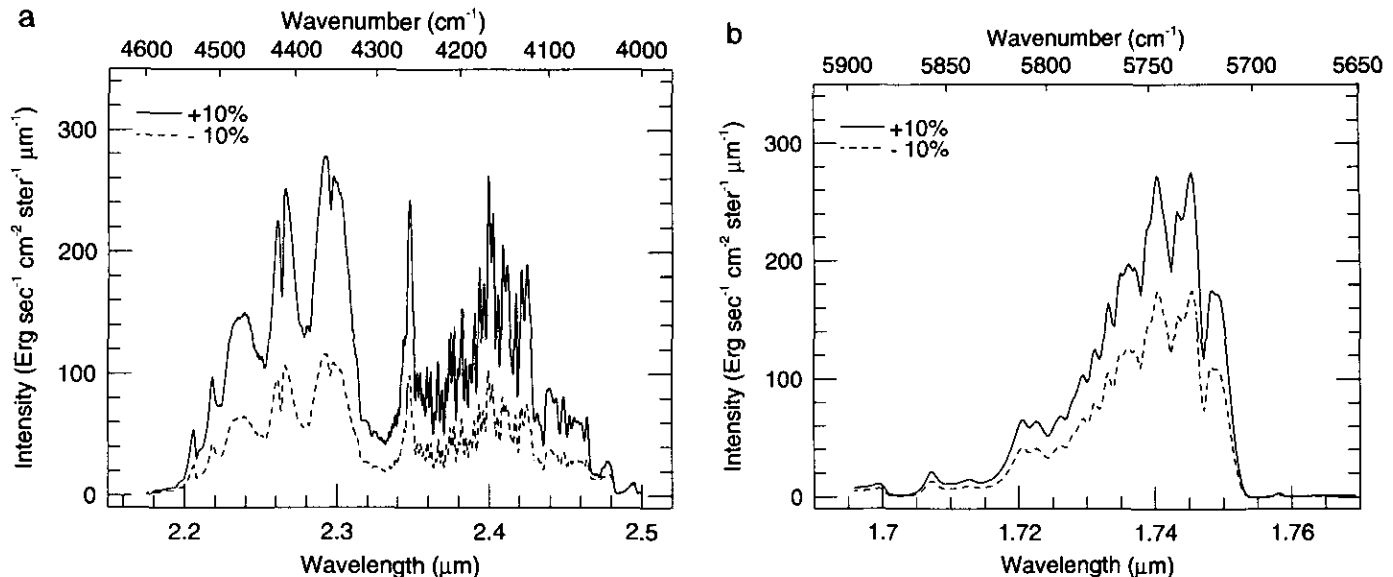 a
Wavenumber (cm⁻¹)
4600 4500 4400 4300 4200 4100 4000
+10%
- 10%
Intensity (Erg sec⁻¹ cm⁻² ster⁻¹ μm⁻¹)
300
200
100
0
2.2 2.3 2.4 2.5
Wavelength (μm)
b
Wavenumber (cm⁻¹)
5900 5850 5800 5750 5700 5650
+10%
- 10%
Intensity (Erg sec⁻¹ cm⁻² ster⁻¹ μm⁻¹)
300
200
100
0
1.7 1.72 1.74 1.76
Wavelength (μm)